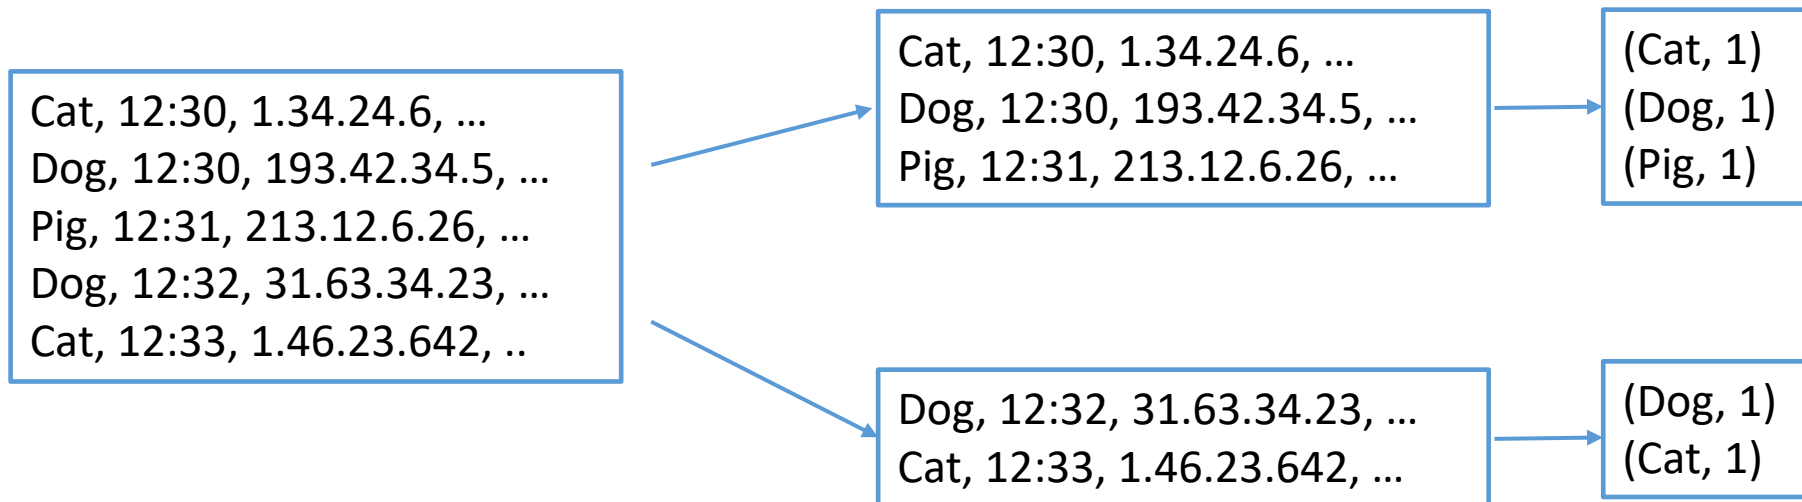 Cat, 12:30, 1.34.24.6, …
Dog, 12:30, 193.42.34.5, …
Pig, 12:31, 213.12.6.26, …
Dog, 12:32, 31.63.34.23, …
Cat, 12:33, 1.46.23.642, ..
Cat, 12:30, 1.34.24.6, …
Dog, 12:30, 193.42.34.5, …
Pig, 12:31, 213.12.6.26, …
(Cat, 1)
(Dog, 1)
(Pig, 1)
Dog, 12:32, 31.63.34.23, …
Cat, 12:33, 1.46.23.642, …
(Dog, 1)
(Cat, 1)